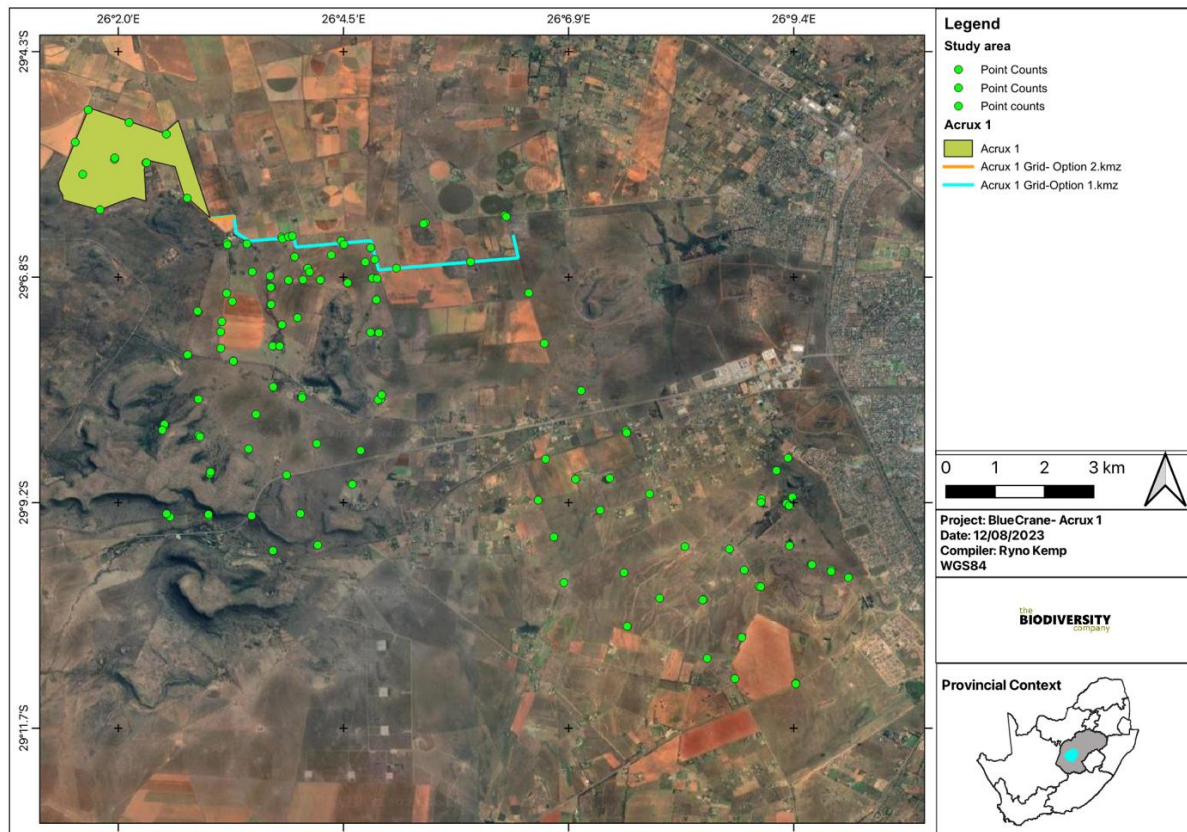 26°2.0'E 26°4.5'E 26°6.9'E 26°9.4'E
29°4.3'S
29°6.8'S
29°9.2'S
29°11.7'S
Legend
Study area
Point Counts
Point Counts
Point counts
Acrux 1
Acrux 1
Acrux 1 Grid- Option 2.kmz
Acrux 1 Grid-Option 1.kmz
0 1 2 3 km
Project: BlueCrane- Acrux 1
Date: 12/08/2023
Compiler: Ryno Kemp
WGS84
the
BIODIVERSITY
company
Provincial Context